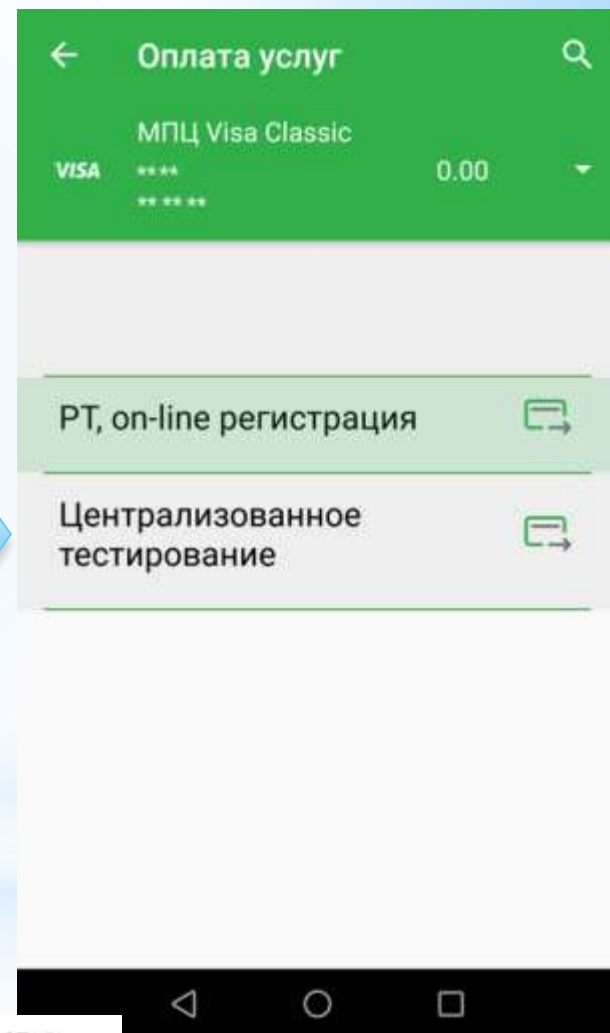 Оплата услуг
МПЦ Visa Classic
VISA **** 0.00
** ** **
РТ, on-line регистрация
Централизованное
тестирование